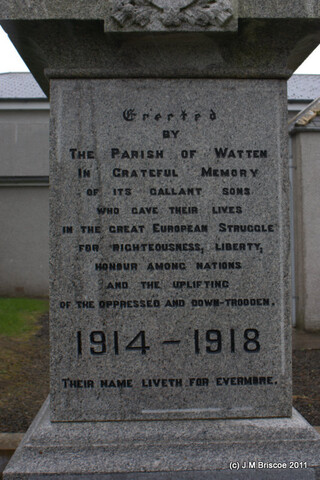 Erected
BY
THE PARISH OF WATTEN
IN GRATEFUL MEMORY
OF ITS GALLANT SONS
WHO GAVE THEIR LIVES
IN THE GREAT EUROPEAN STRUGGLE
FOR RIGHTEOUSNESS, LIBERTY,
HONOUR AMONG NATIONS
AND THE UPLIFTING
OF THE OPPRESSED AND DOWN-TRODDEN.
1914 – 1918
THEIR NAME LIVETH FOR EVERMORE.
(c) J.M.Briscoe 2011